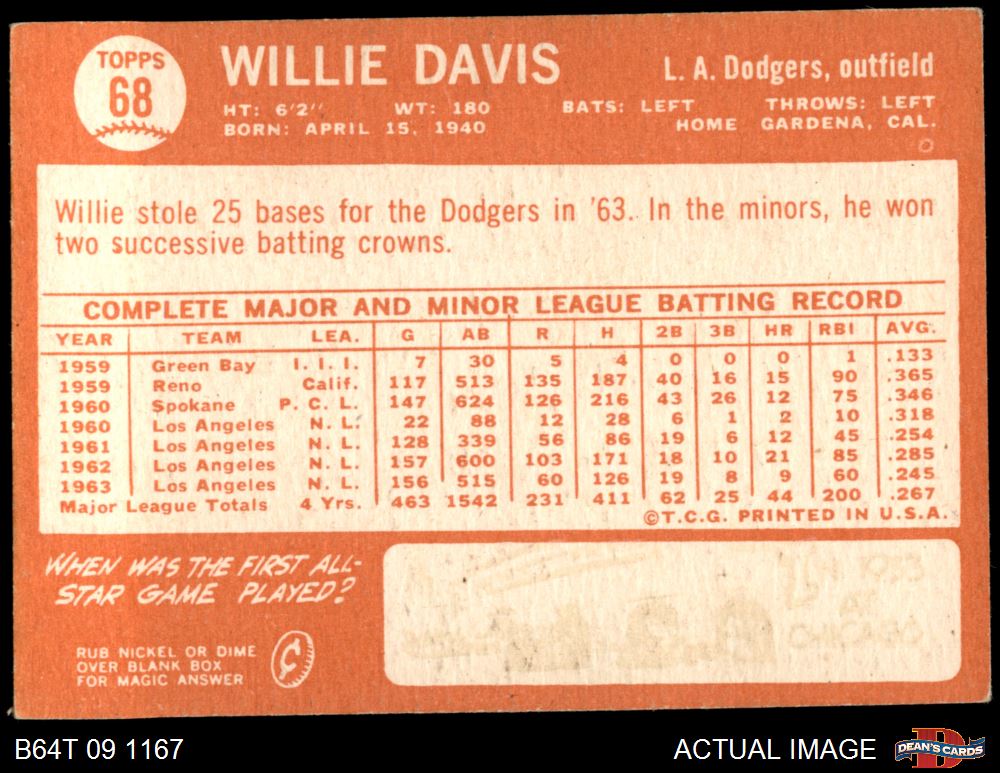 TOPPS
68
WILLIE DAVIS
L. A. Dodgers, outfield
HT: 6'2'' WT: 180 BATS: LEFT THROWS: LEFT
BORN: APRIL 15, 1940 HOME GARDENA, CAL.
Willie stole 25 bases for the Dodgers in '63. In the minors, he won
two successive batting crowns.
COMPLETE MAJOR AND MINOR LEAGUE BATTING RECORD
YEAR TEAM LEA. G AB R H 2B 3B HR RBI AVG.
1959 Green Bay I. I. I. 7 30 5 4 0 0 0 1 .133
1959 Reno Calif. 117 513 135 187 40 16 15 90 .365
1960 Spokane P. C. L. 147 624 126 216 43 26 12 75 .346
1960 Los Angeles N. L. 22 88 12 28 6 1 2 10 .318
1961 Los Angeles N. L. 128 339 56 86 19 6 12 45 .254
1962 Los Angeles N. L. 157 600 103 171 18 10 21 85 .285
1963 Los Angeles N. L. 156 515 60 126 19 8 9 60 .245
Major League Totals 4 Yrs. 463 1542 231 411 62 25 44 200 .267
©T.C.G. PRINTED IN U.S.A.
WHEN WAS THE FIRST ALL-
STAR GAME PLAYED?
RUB NICKEL OR DIME
OVER BLANK BOX
FOR MAGIC ANSWER
¢
B64T 09 1167
ACTUAL IMAGE
DEAN'S CARDS